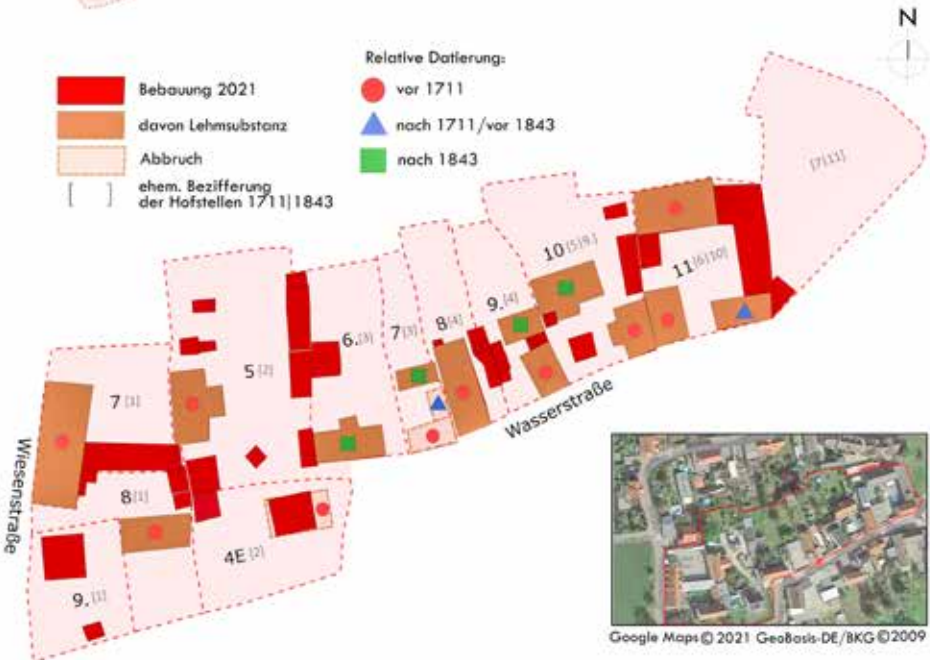 N
Bebauung 2021
davon Lehmsubstanz
Abbruch
[ ] ehem. Bezifferung
der Hofstellen 1711|1843
Relative Datierung:
vor 1711
nach 1711/vor 1843
nach 1843
[7|11]
10 [5|9.]
11 [6|10]
9. [4]
8 [4]
7 [3]
6. [3]
5 [2]
7 [1]
8 [1]
9. [1]
4E [2]
Wasserstraße
Wiesenstraße
Google Maps © 2021 GeoBasis-DE/BKG ©2009